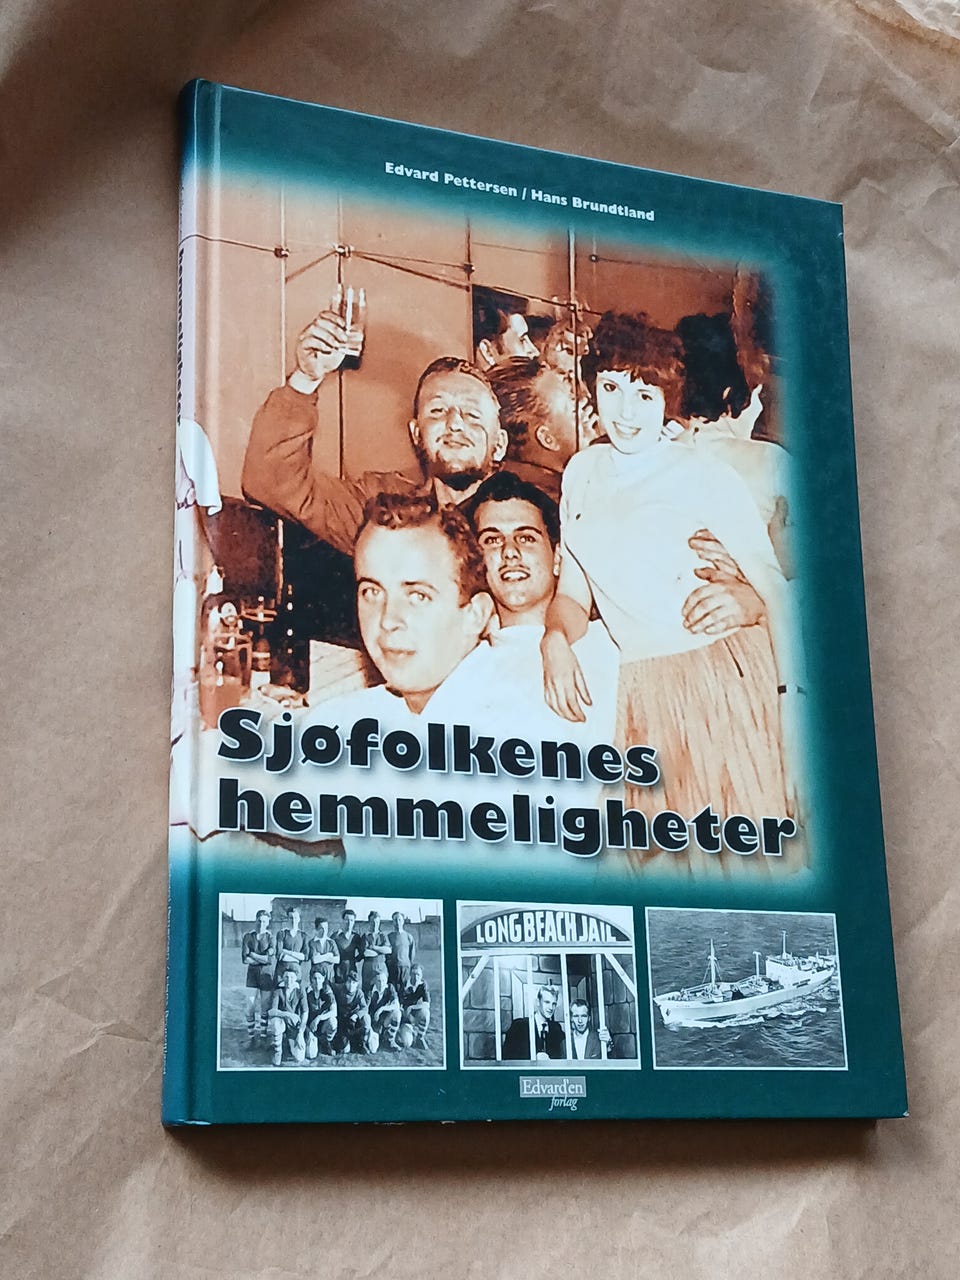 Edvard Pettersen / Hans Brundtland
Sjøfolkenes
hemmeligheter
LONG BEACH JAIL
Edvard'en
forlag